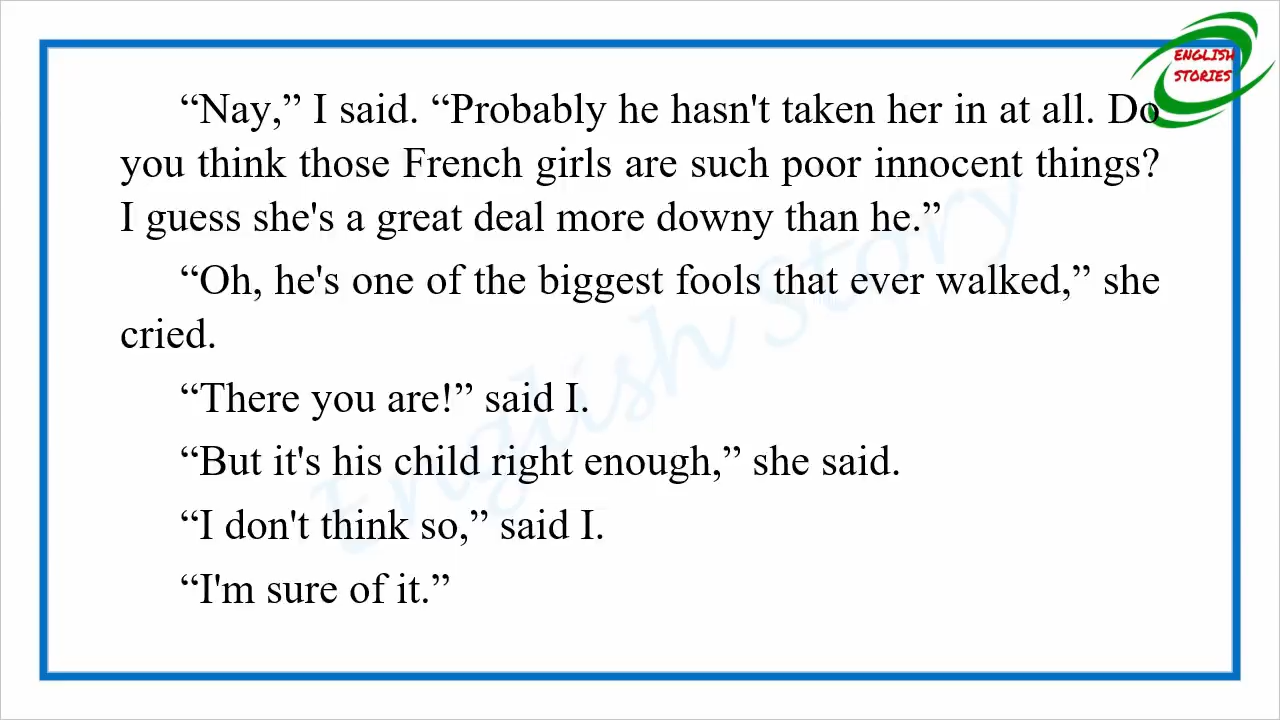 ENGLISH
STORIES
“Nay,” I said. “Probably he hasn't taken her in at all. Do
you think those French girls are such poor innocent things?
I guess she's a great deal more downy than he.”
“Oh, he's one of the biggest fools that ever walked,” she
cried.
“There you are!” said I.
“But it's his child right enough,” she said.
“I don't think so,” said I.
“I'm sure of it.”
English Story